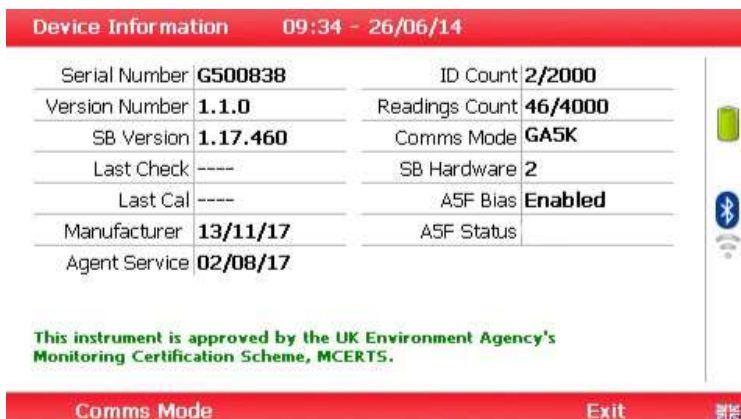 Device Information 09:34 - 26/06/14
Serial Number G500838
Version Number 1.1.0
SB Version 1.17.460
Last Check ----
Last Cal ----
Manufacturer 13/11/17
Agent Service 02/08/17
ID Count 2/2000
Readings Count 46/4000
Comms Mode GA5K
SB Hardware 2
A5F Bias Enabled
A5F Status
This instrument is approved by the UK Environment Agency's
Monitoring Certification Scheme, MCERTS.
Comms Mode Exit